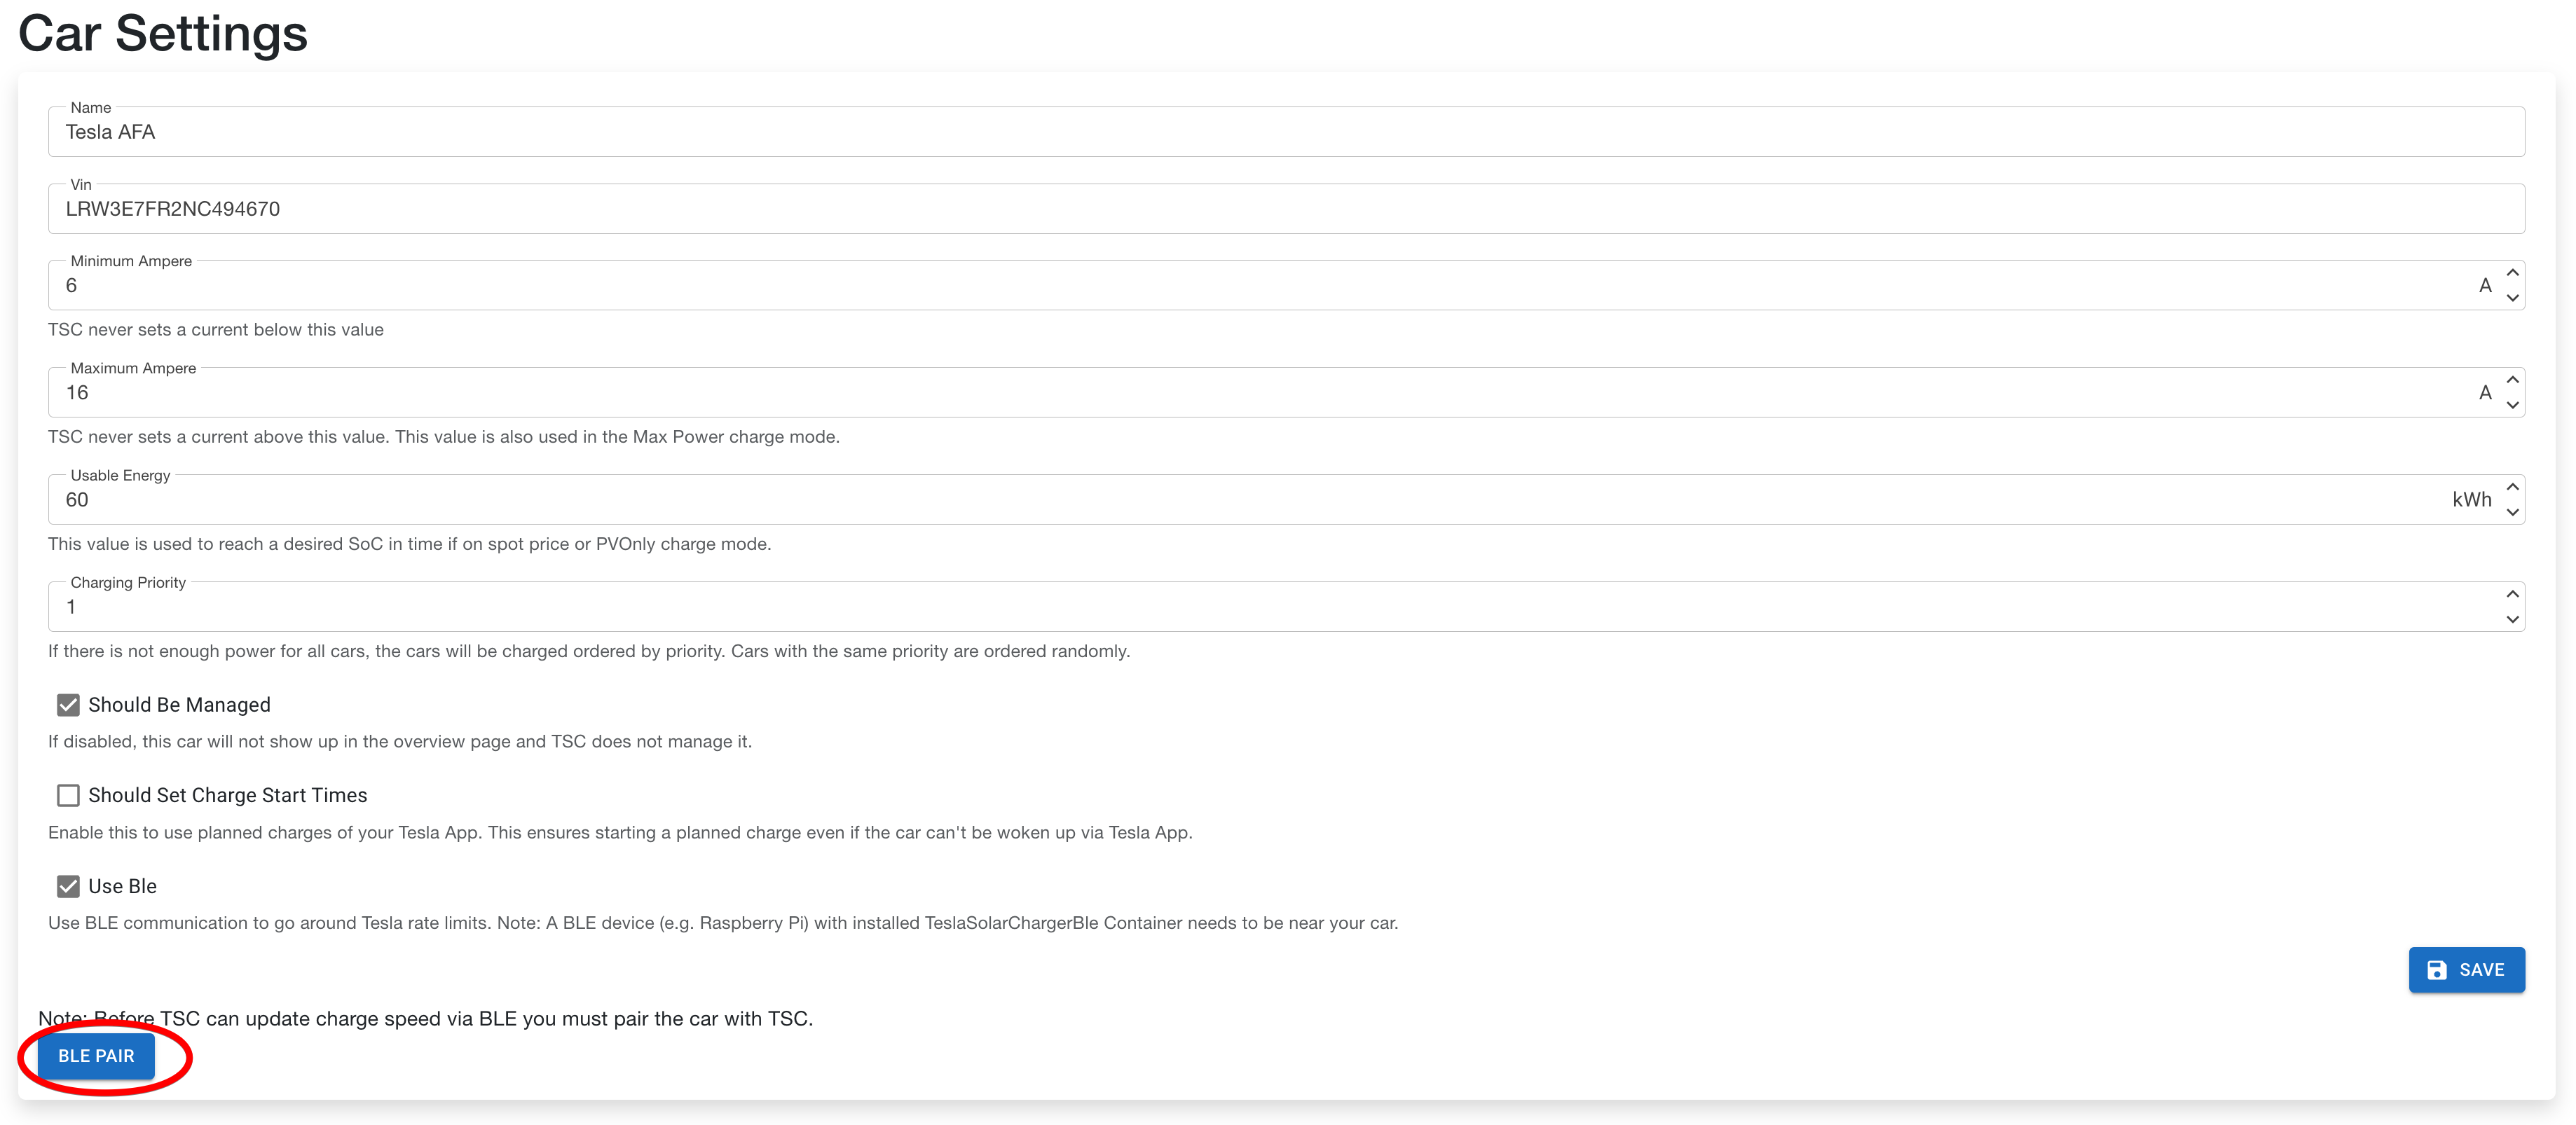 Car Settings
Name
Tesla AFA
Vin
LRW3E7FR2NC494670
Minimum Ampere
6 A
TSC never sets a current below this value
Maximum Ampere
16 A
TSC never sets a current above this value. This value is also used in the Max Power charge mode.
Usable Energy
60 kWh
This value is used to reach a desired SoC in time if on spot price or PVOnly charge mode.
Charging Priority
1
If there is not enough power for all cars, the cars will be charged ordered by priority. Cars with the same priority are ordered randomly.
Should Be Managed
If disabled, this car will not show up in the overview page and TSC does not manage it.
Should Set Charge Start Times
Enable this to use planned charges of your Tesla App. This ensures starting a planned charge even if the car can't be woken up via Tesla App.
Use Ble
Use BLE communication to go around Tesla rate limits. Note: A BLE device (e.g. Raspberry Pi) with installed TeslaSolarChargerBle Container needs to be near your car.
SAVE
Note: Before TSC can update charge speed via BLE you must pair the car with TSC.
BLE PAIR